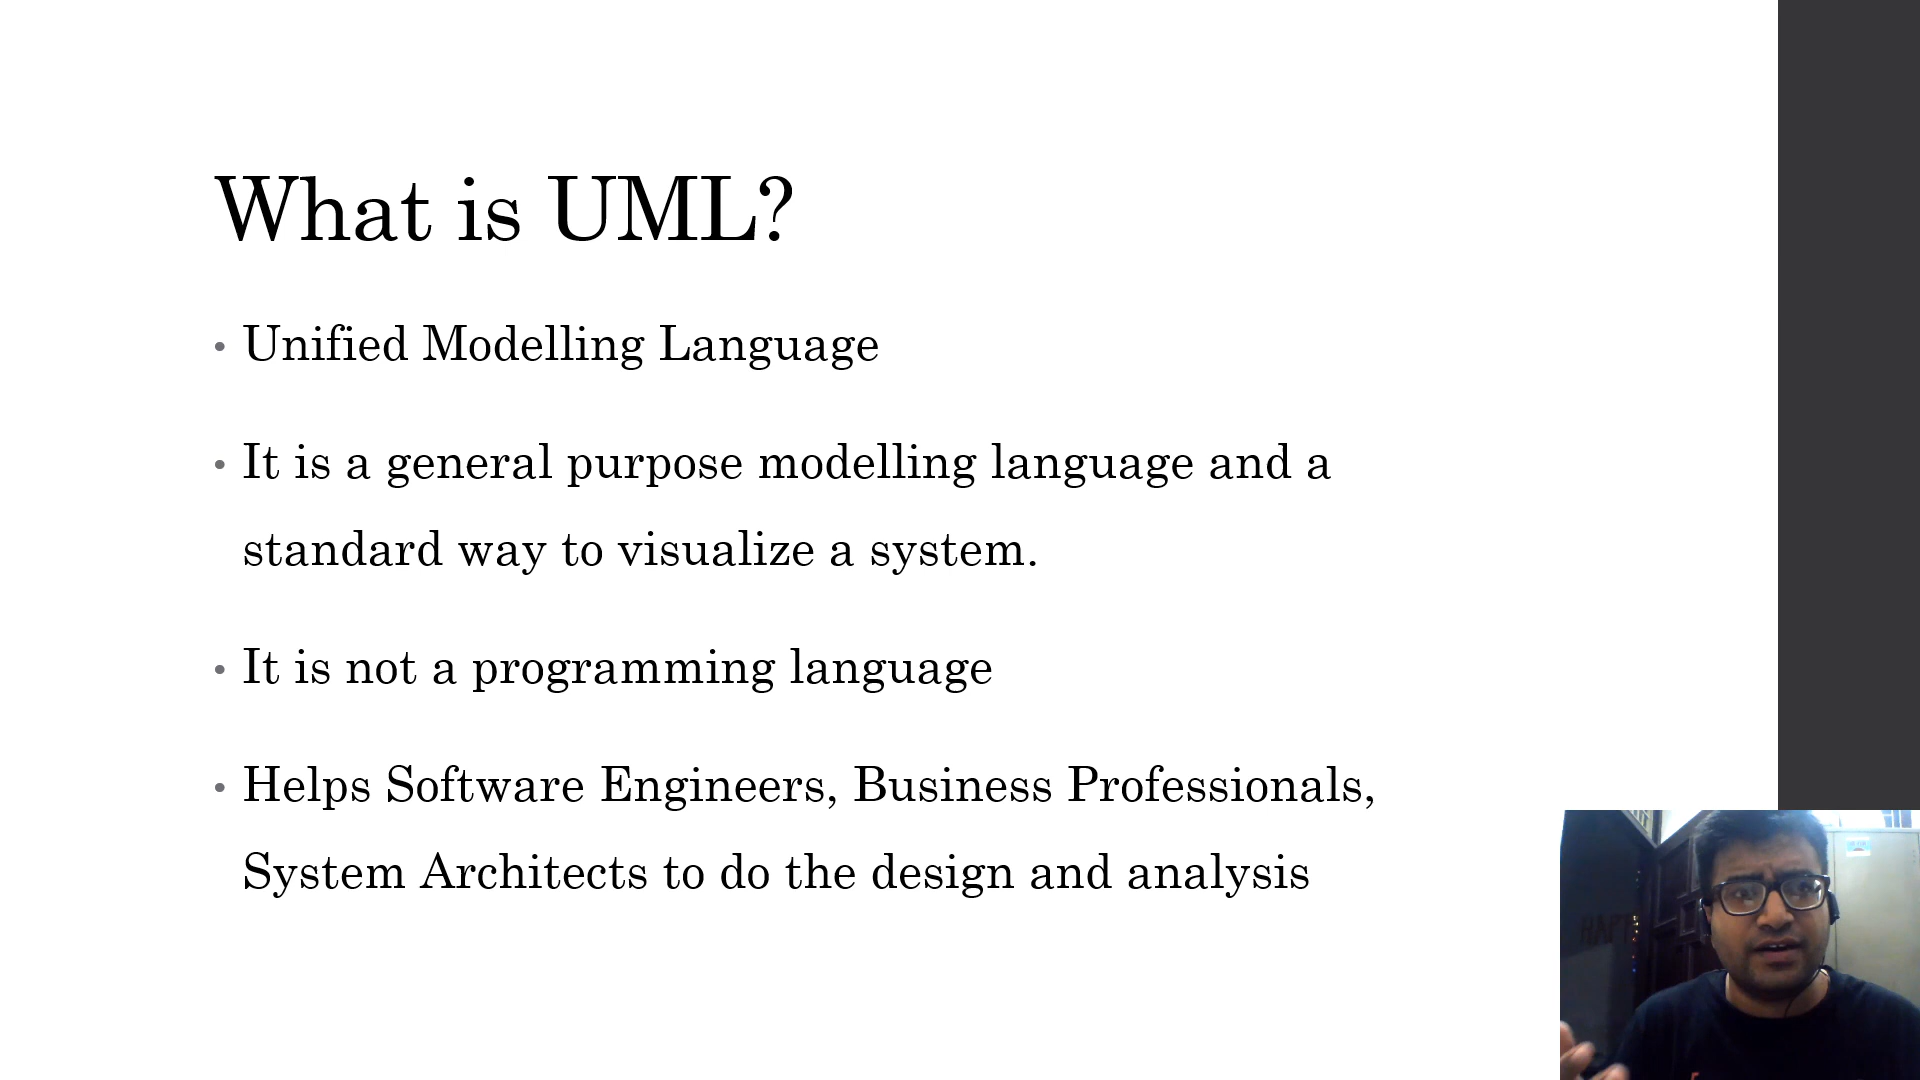 What is UML?
• Unified Modelling Language
• It is a general purpose modelling language and a
standard way to visualize a system.
• It is not a programming language
• Helps Software Engineers, Business Professionals,
System Architects to do the design and analysis